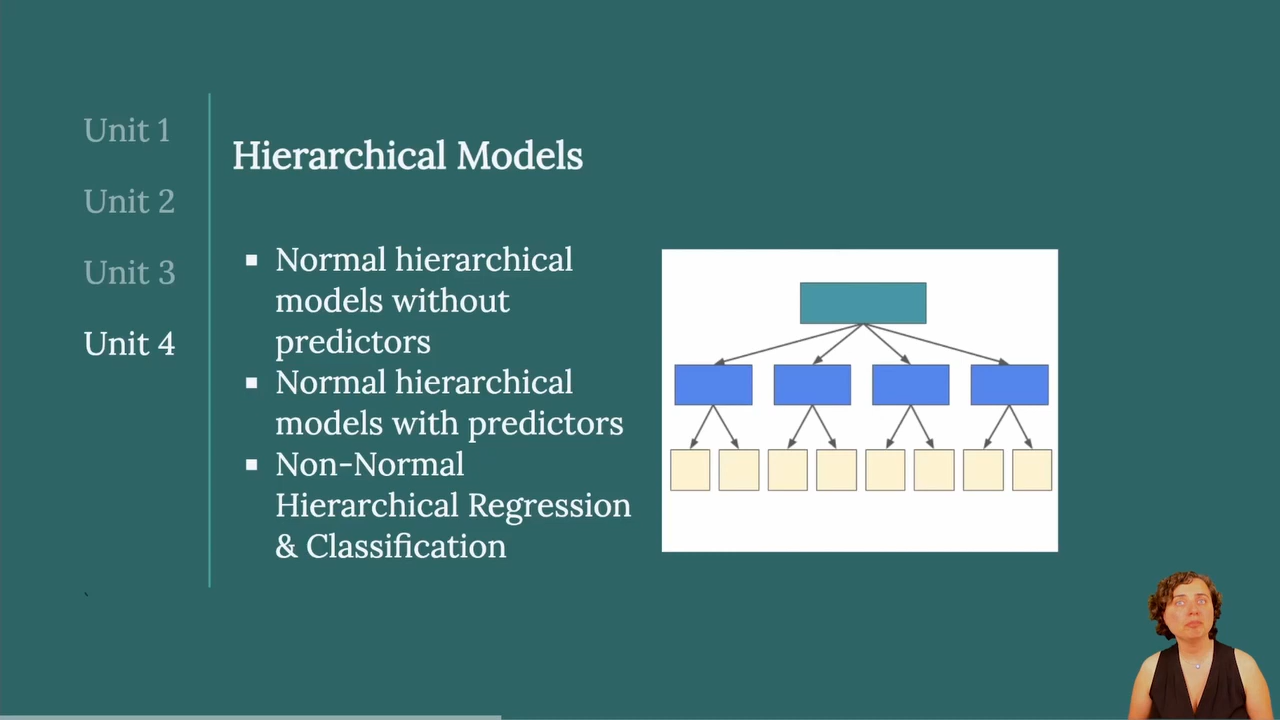 Unit 1
Unit 2
Unit 3
Unit 4
Hierarchical Models
Normal hierarchical
models without
predictors
Normal hierarchical
models with predictors
Non-Normal
Hierarchical Regression
& Classification